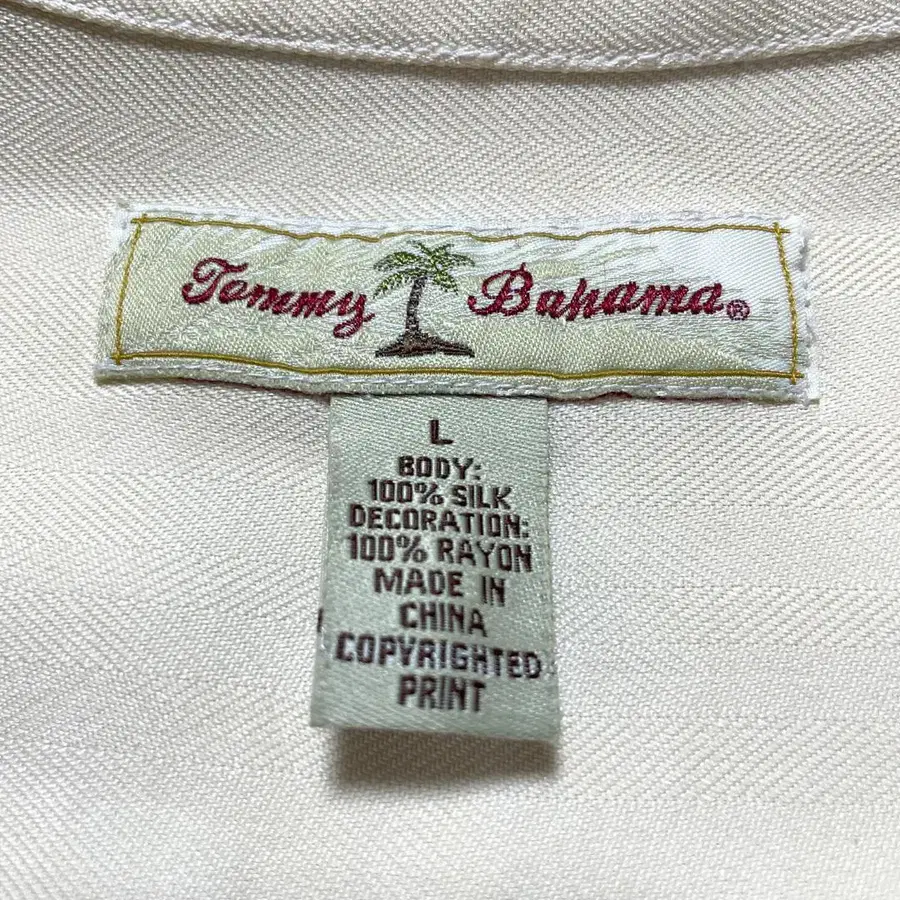 Tommy Bahama®
L
BODY:
100% SILK
DECORATION:
100% RAYON
MADE IN
CHINA
COPYRIGHTED
PRINT